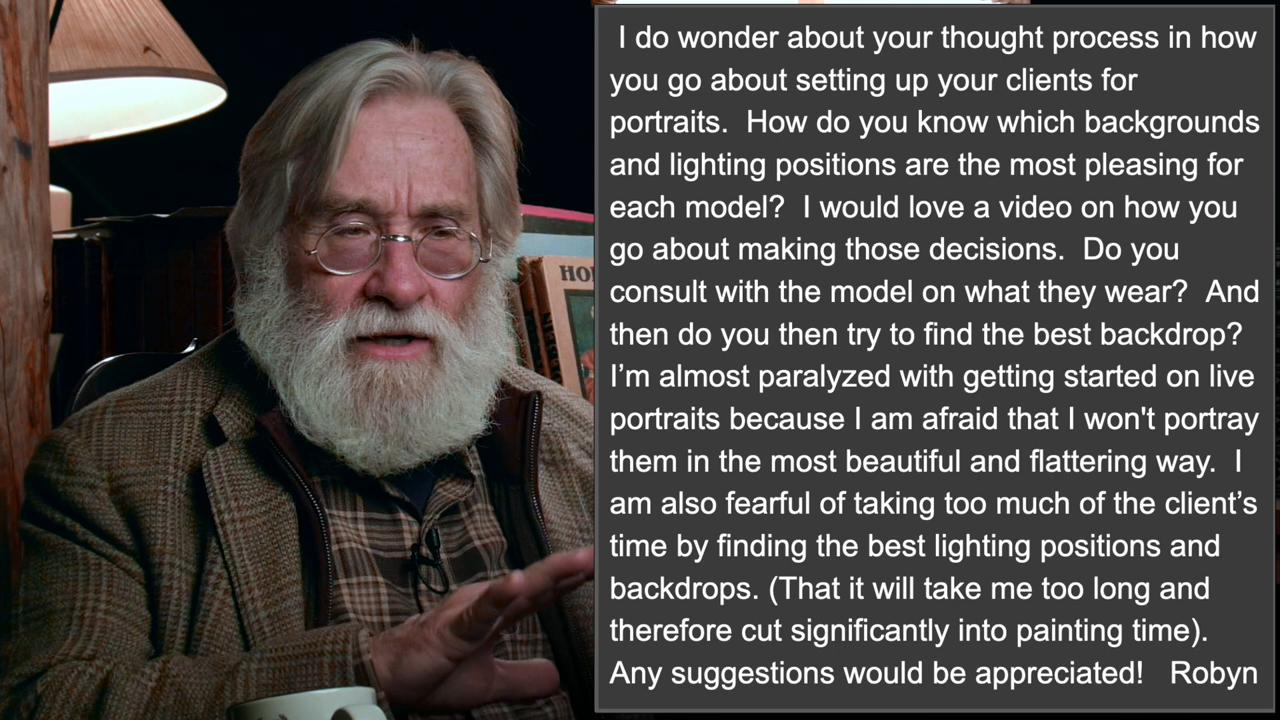 I do wonder about your thought process in how
you go about setting up your clients for
portraits.  How do you know which backgrounds
and lighting positions are the most pleasing for
each model?  I would love a video on how you
go about making those decisions.  Do you
consult with the model on what they wear?  And
then do you then try to find the best backdrop?
I’m almost paralyzed with getting started on live
portraits because I am afraid that I won't portray
them in the most beautiful and flattering way.  I
am also fearful of taking too much of the client’s
time by finding the best lighting positions and
backdrops. (That it will take me too long and
therefore cut significantly into painting time).
Any suggestions would be appreciated!   Robyn